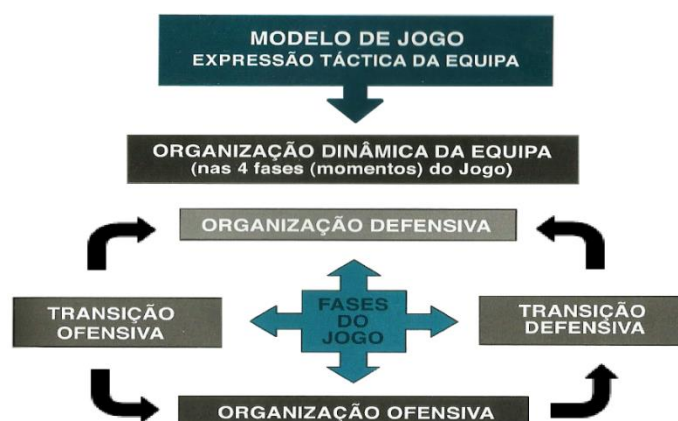 MODELO DE JOGO
EXPRESSÃO TÁCTICA DA EQUIPA
ORGANIZAÇÃO DINÂMICA DA EQUIPA
(nas 4 fases (momentos) do Jogo)
ORGANIZAÇÃO DEFENSIVA
TRANSIÇÃO
OFENSIVA
FASES
DO
JOGO
TRANSIÇÃO
DEFENSIVA
ORGANIZAÇÃO OFENSIVA